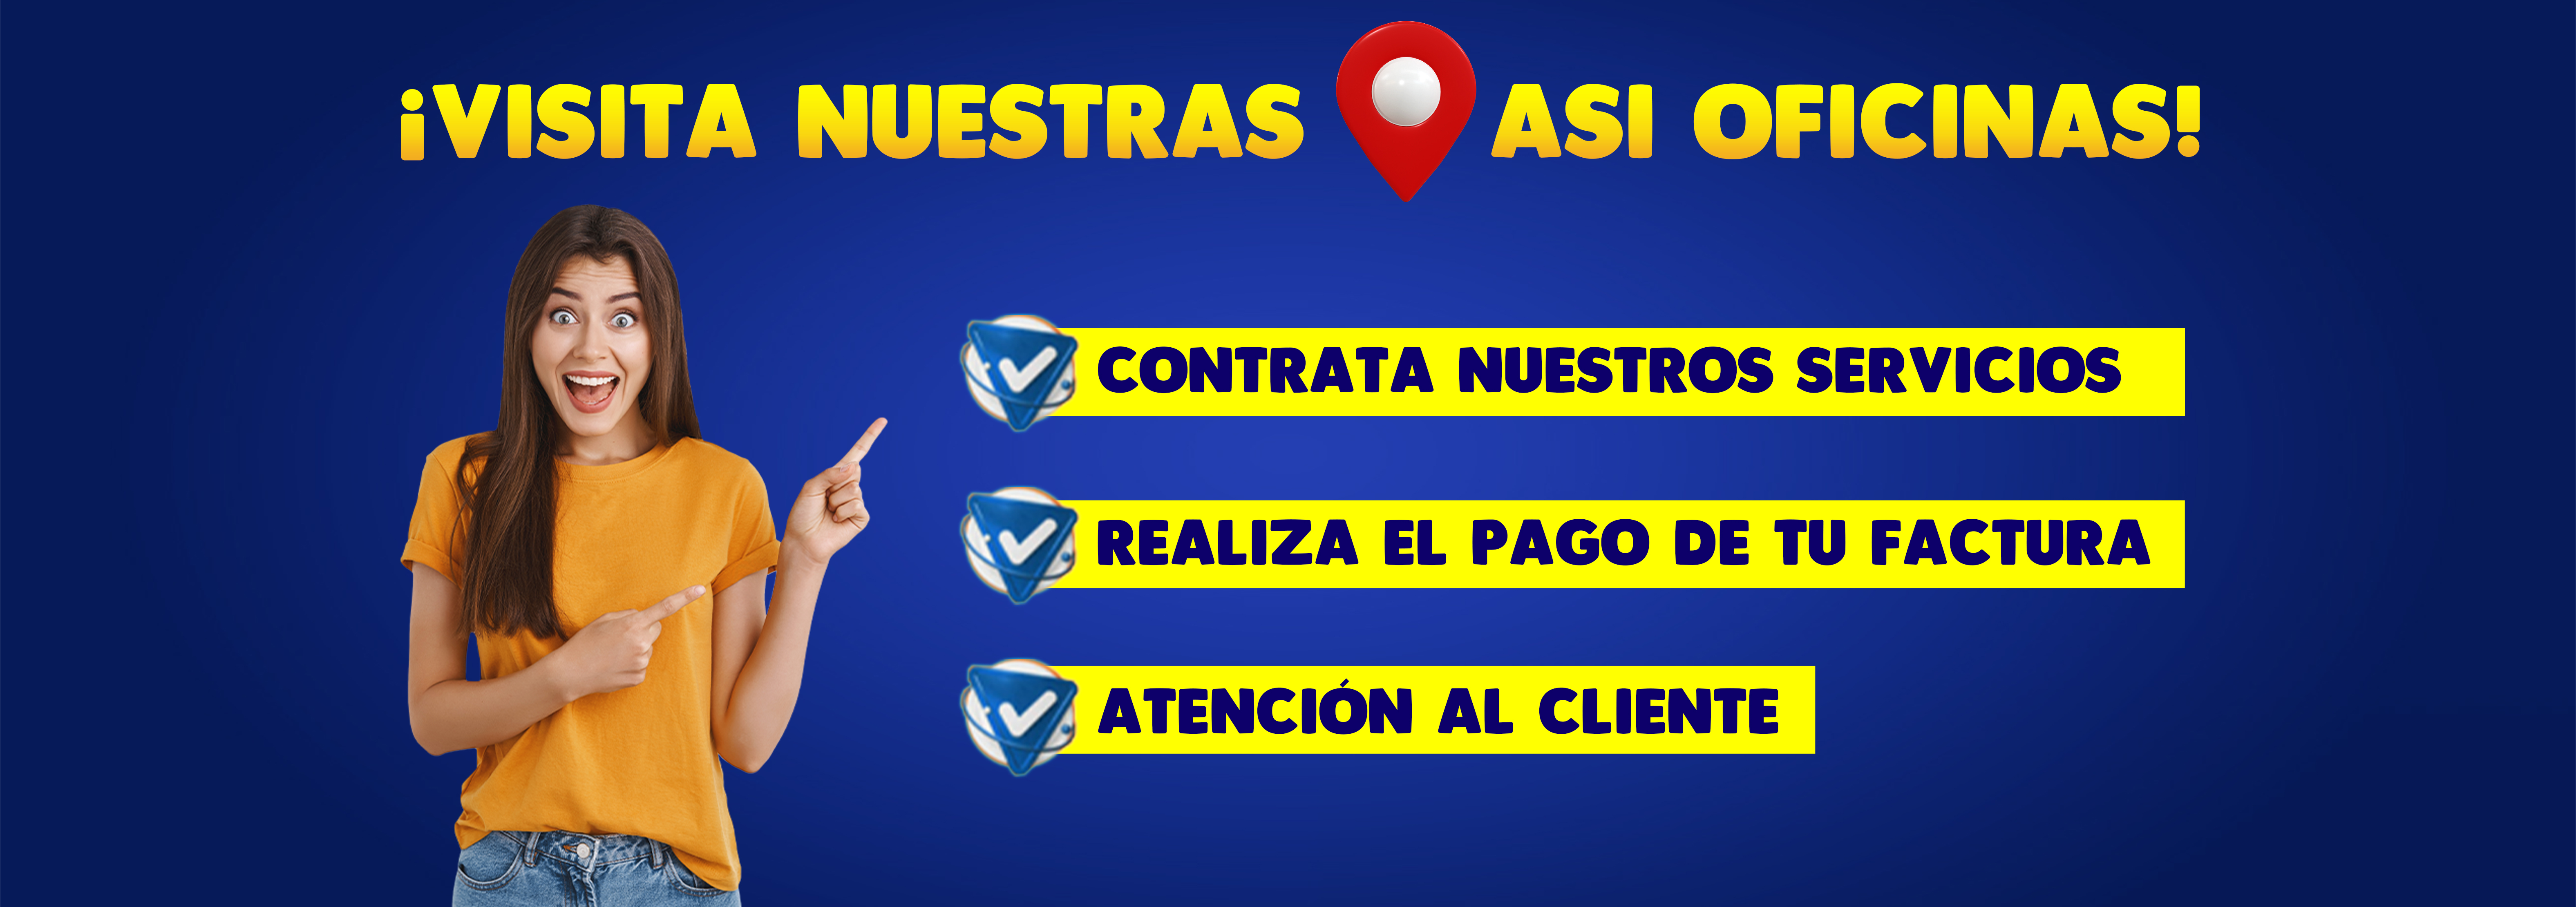 ¡VISITA NUESTRAS ASI OFICINAS!
CONTRATA NUESTROS SERVICIOS
REALIZA EL PAGO DE TU FACTURA
ATENCIÓN AL CLIENTE